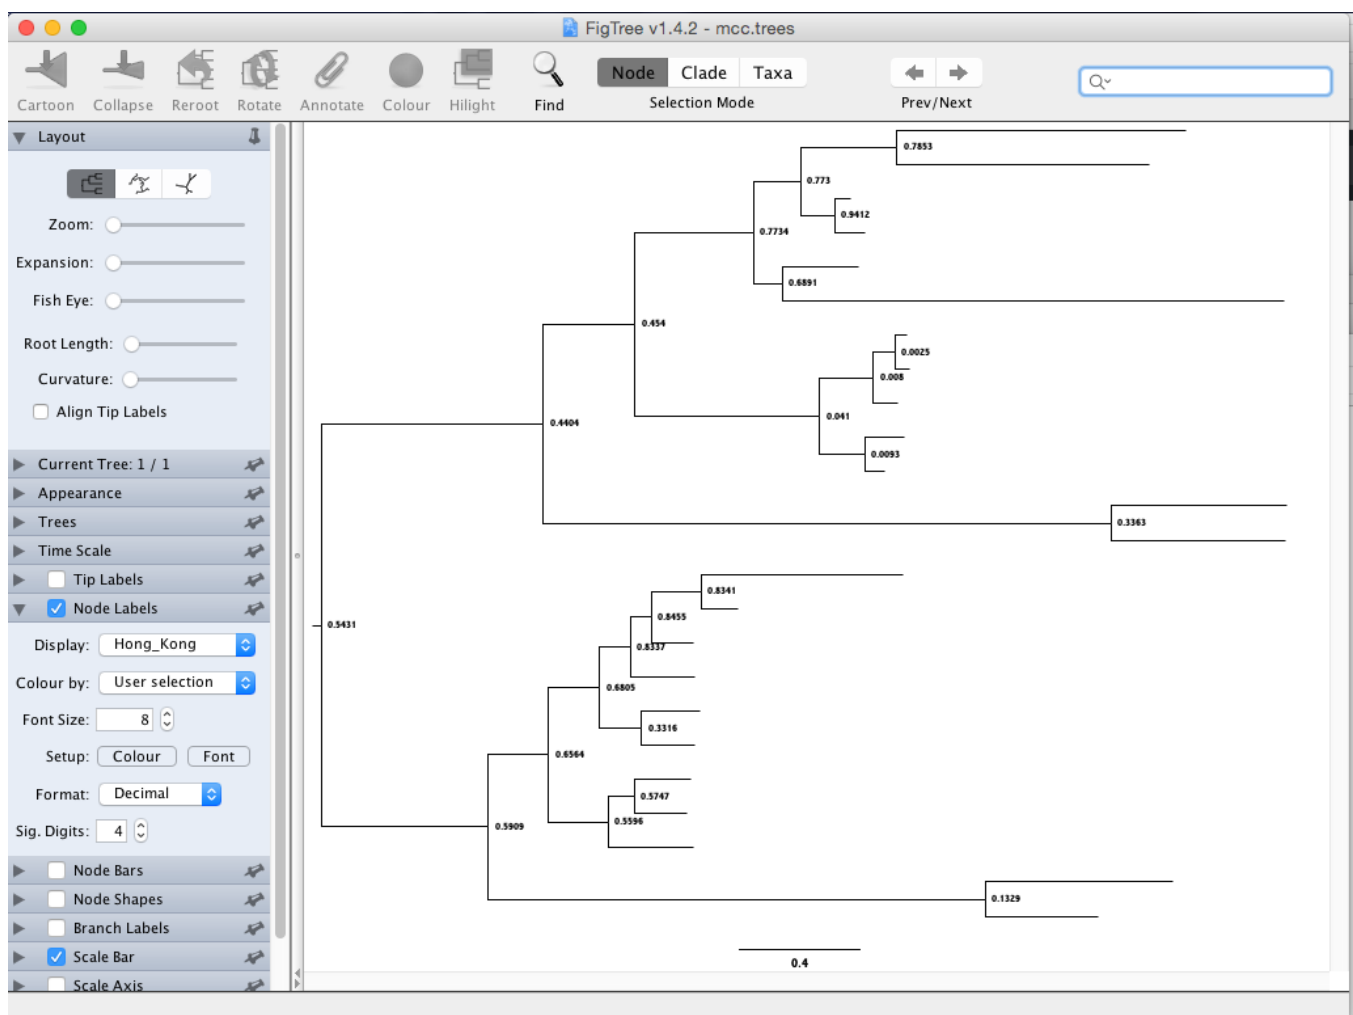 FigTree v1.4.2 - mcc.trees
Cartoon Collapse Reroot Rotate Annotate Colour Hilight Find
Node Clade Taxa
Selection Mode
Prev/Next
Layout
Zoom:
Expansion:
Fish Eye:
Root Length:
Curvature:
Align Tip Labels
Current Tree: 1 / 1
Appearance
Trees
Time Scale
Tip Labels
Node Labels
Display: Hong_Kong
Colour by: User selection
Font Size: 8
Setup: Colour Font
Format: Decimal
Sig. Digits: 4
Node Bars
Node Shapes
Branch Labels
Scale Bar
Scale Axis
0.7853
0.773
0.9412
0.7734
0.6891
0.454
0.0025
0.008
0.041
0.4404
0.0093
0.3363
0.8341
0.8455
0.5431
0.8337
0.6805
0.3316
0.6564
0.5747
0.5596
0.5909
0.1329
0.4